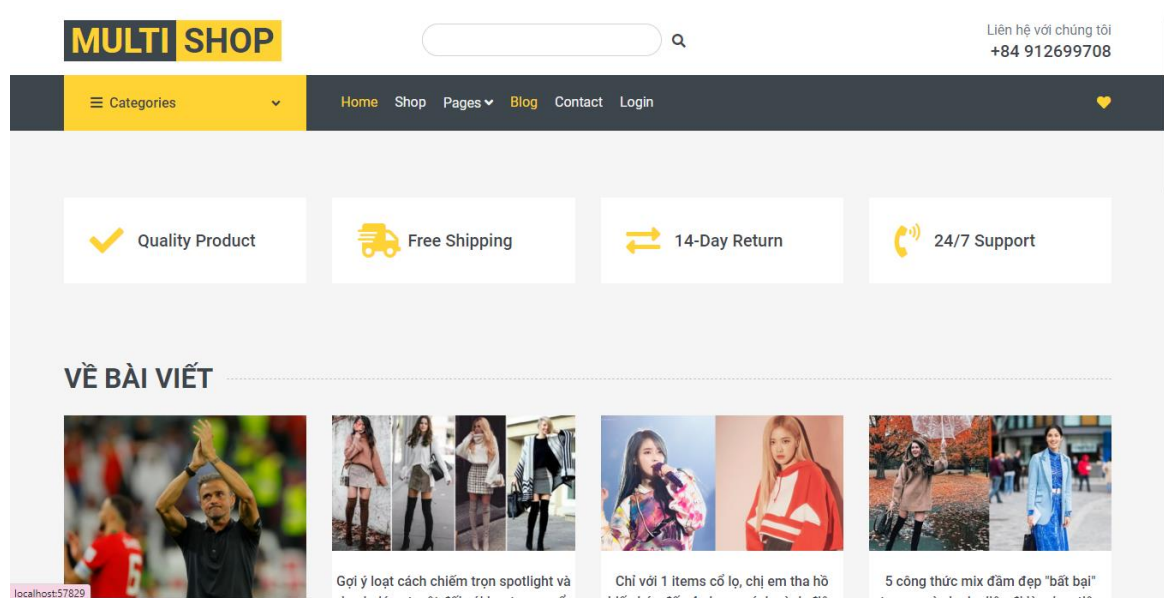 MULTI SHOP
Liên hệ với chúng tôi
+84 912699708
Categories
Home Shop Pages Blog Contact Login
Quality Product
Free Shipping
14-Day Return
24/7 Support
VỀ BÀI VIẾT
Gợi ý loạt cách chiếm trọn spotlight và
Chỉ với 1 items cổ lọ, chị em tha hồ
5 công thức mix đầm đẹp "bất bại"
localhost:57829